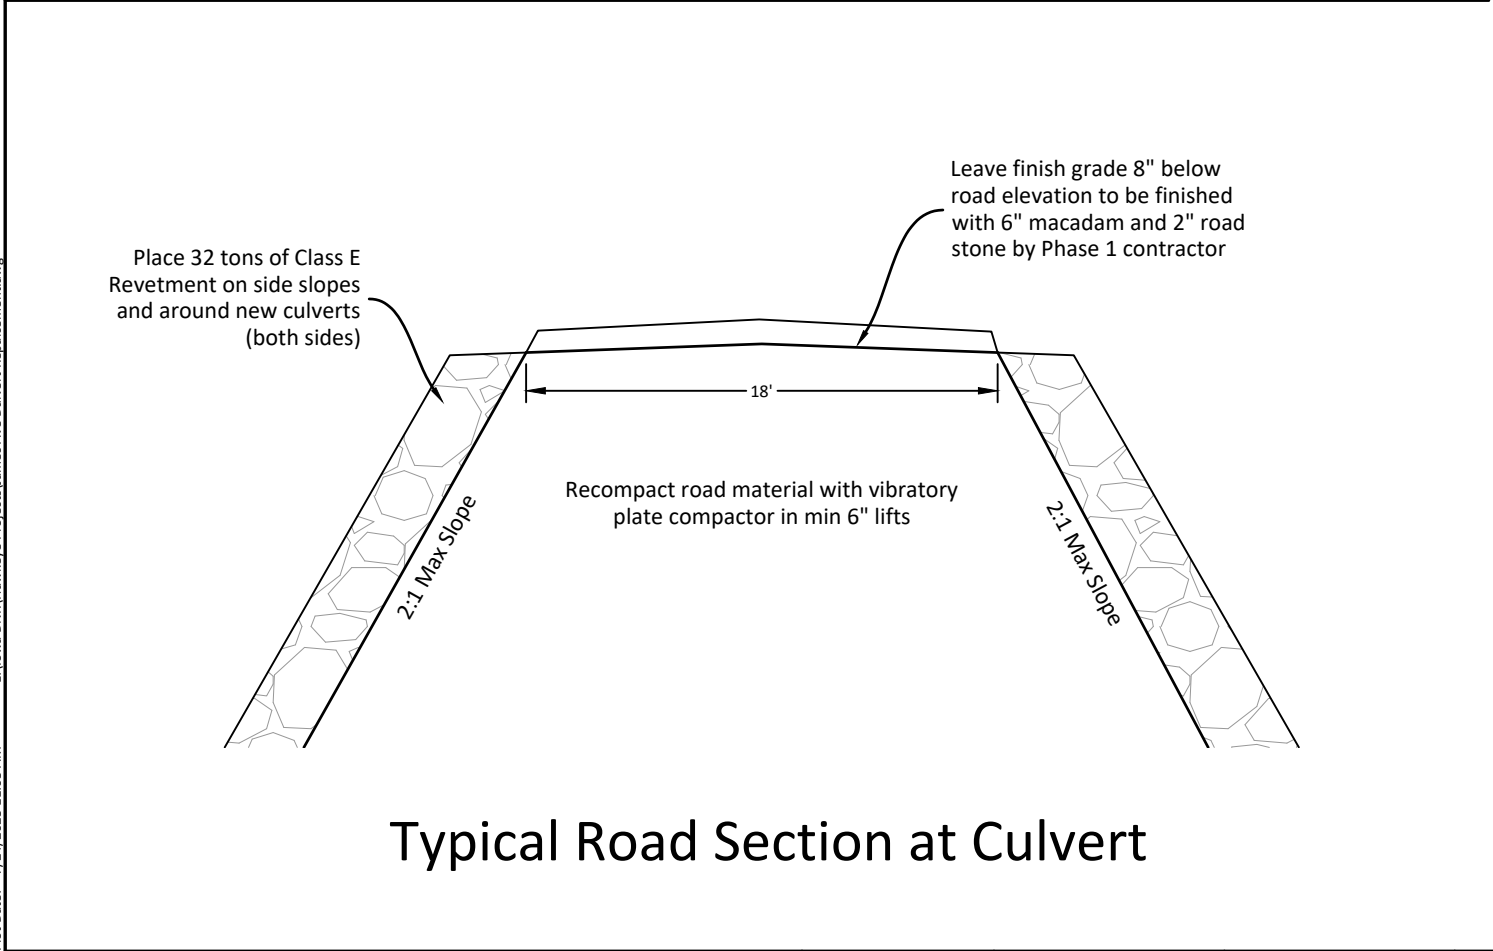 Leave finish grade 8" below
road elevation to be finished
with 6" macadam and 2" road
stone by Phase 1 contractor
Place 32 tons of Class E
Revetment on side slopes
and around new culverts
(both sides)
18'
Recompact road material with vibratory
plate compactor in min 6" lifts
2:1 Max Slope
2:1 Max Slope
Typical Road Section at Culvert